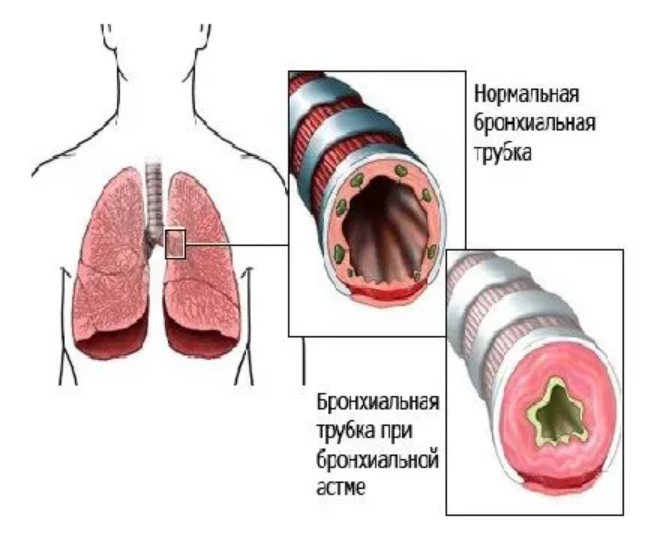 Нормальная
бронхиальная
трубка
Бронхиальная
трубка при
бронхиальной
астме